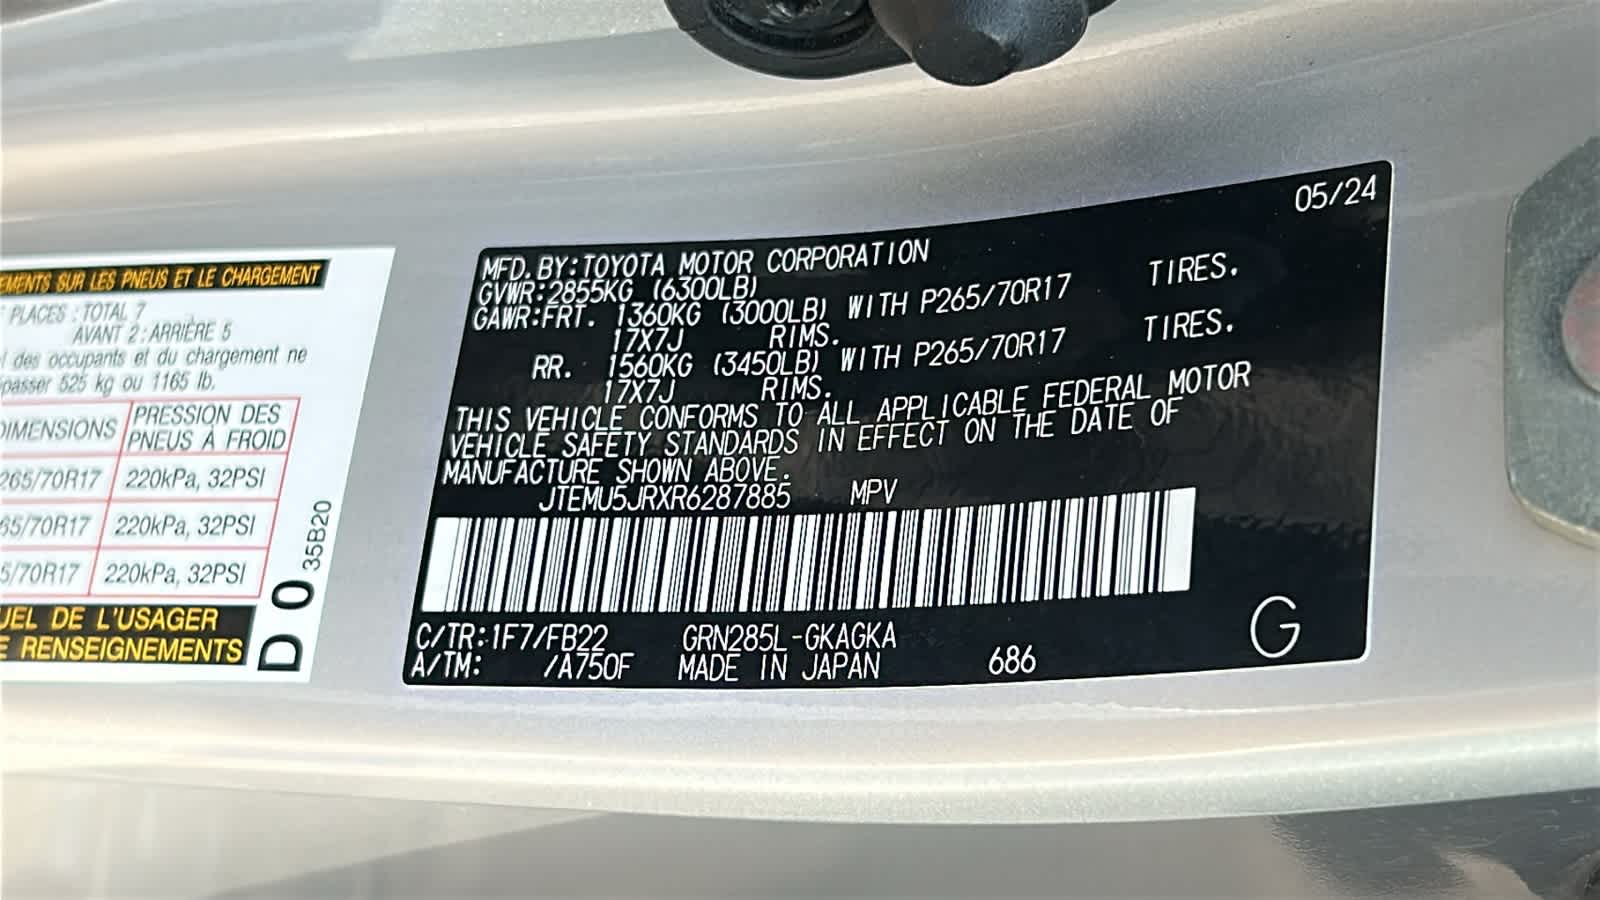 EMENTS SUR LES PNEUS ET LE CHARGEMENT
PLACES : TOTAL 7
AVANT 2 : ARRIÈRE 5
des occupants et du chargement ne
passer 525 kg ou 1165 lb.
DIMENSIONS
PRESSION DES
PNEUS À FROID
265/70R17 220kPa, 32PSI
65/70R17 220kPa, 32PSI
5/70R17 220kPa, 32PSI
UEL DE L'USAGER
E RENSEIGNEMENTS
D 0
35B20
05/24
MFD. BY: TOYOTA MOTOR CORPORATION
GVWR: 2855KG (6300LB)
GAWR: FRT. 1360KG (3000LB) WITH P265/70R17 TIRES.
17X7J RIMS.
RR. 1560KG (3450LB) WITH P265/70R17 TIRES.
17X7J RIMS.
THIS VEHICLE CONFORMS TO ALL APPLICABLE FEDERAL MOTOR
VEHICLE SAFETY STANDARDS IN EFFECT ON THE DATE OF
MANUFACTURE SHOWN ABOVE.
JTEMU5JRXR6287885 MPV
C/TR: 1F7/FB22 GRN285L-GKAGKA
A/TM: /A750F MADE IN JAPAN 686
G